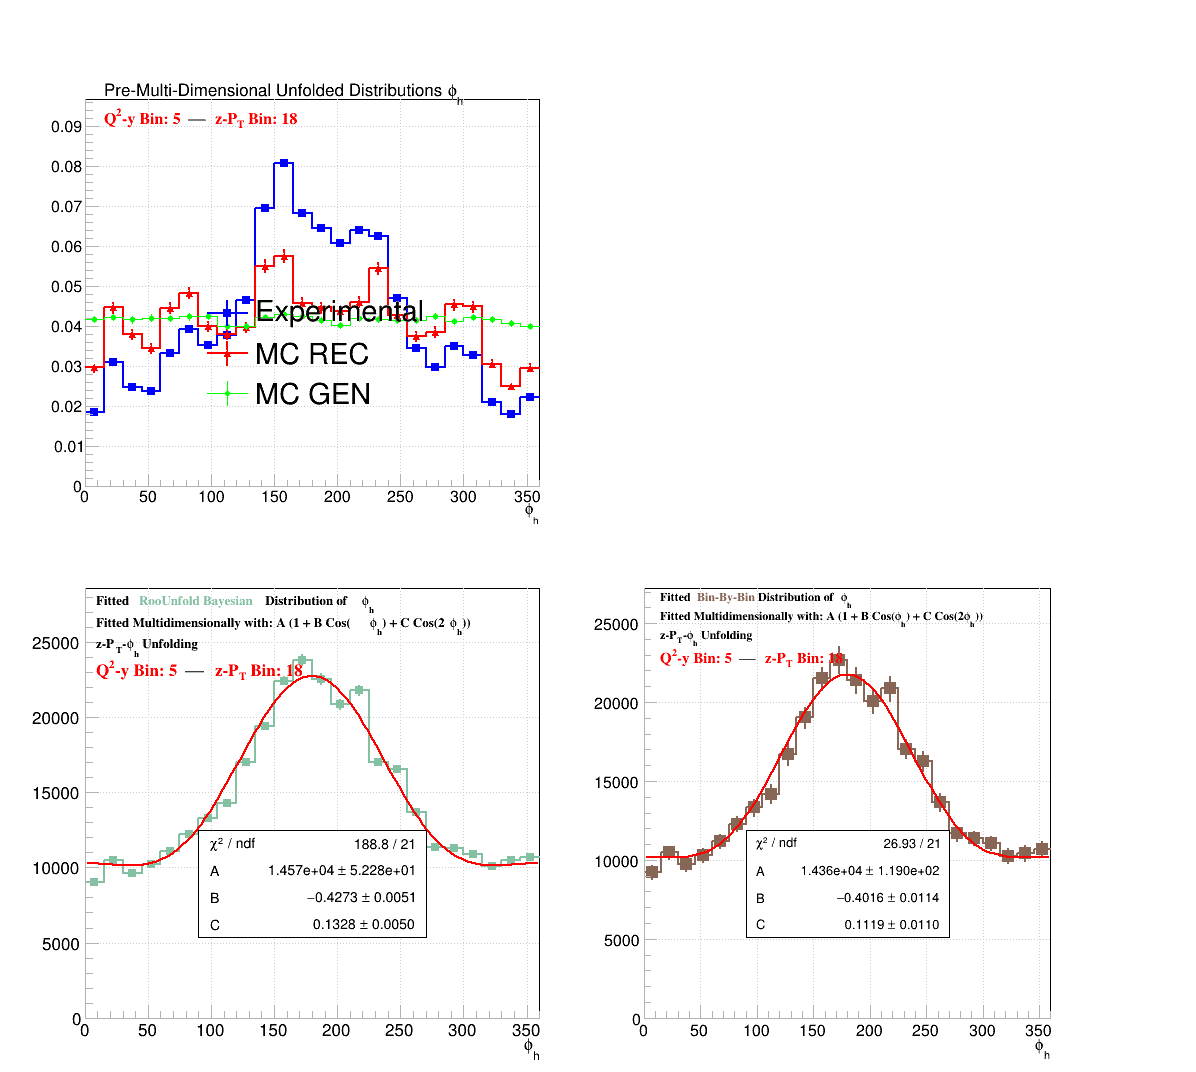 Pre-Multi-Dimensional Unfolded Distributions ϕh
Q²-y Bin: 5 — z-PT Bin: 18
0.09
0.08
0.07
0.06
0.05
0.04
0.03
0.02
0.01
0
Experimental
MC REC
MC GEN
0 50 100 150 200 250 300 350
ϕh
Fitted RooUnfold Bayesian Distribution of ϕh
Fitted Multidimensionally with: A (1 + B Cos( ϕh) + C Cos(2 ϕh))
z-PT-ϕh Unfolding
Q²-y Bin: 5 — z-PT Bin: 18
25000
20000
15000
10000
5000
0
χ² / ndf 188.8 / 21
A 1.457e+04 ± 5.228e+01
B −0.4273 ± 0.0051
C 0.1328 ± 0.0050
0 50 100 150 200 250 300 350
ϕh
Fitted Bin-By-Bin Distribution of ϕh
Fitted Multidimensionally with: A (1 + B Cos(ϕh) + C Cos(2ϕh))
z-PT-ϕh Unfolding
Q²-y Bin: 5 — z-PT Bin: 18
25000
20000
15000
10000
5000
0
χ² / ndf 26.93 / 21
A 1.436e+04 ± 1.190e+02
B −0.4016 ± 0.0114
C 0.1119 ± 0.0110
0 50 100 150 200 250 300 350
ϕh